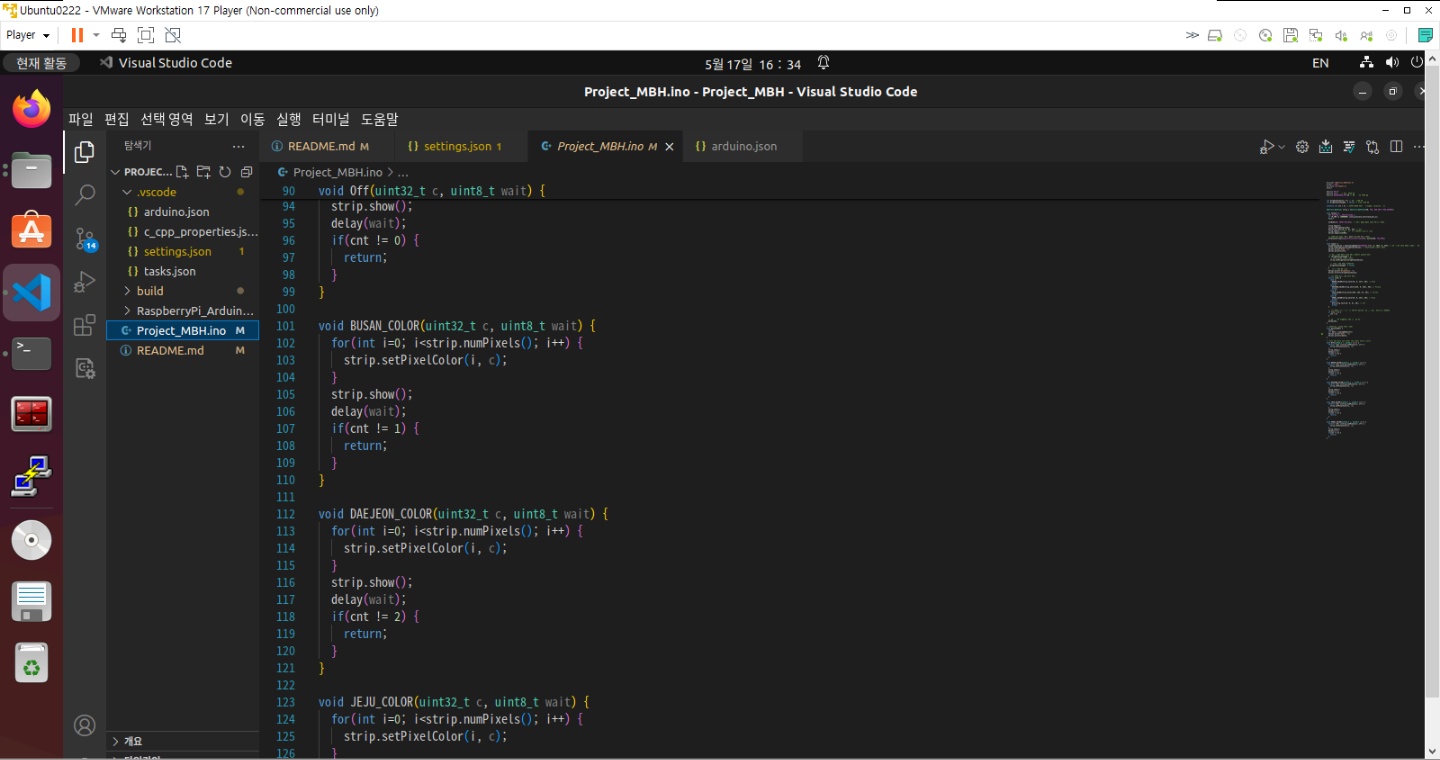 Ubuntu0222 - VMware Workstation 17 Player (Non-commercial use only)
Player
현재 활동
Visual Studio Code
5월 17일 16 : 34
EN
Project_MBH.ino - Project_MBH - Visual Studio Code
파일 편집 선택 영역 보기 이동 실행 터미널 도움말
탐색기
README.md M
{} settings.json 1
Project_MBH.ino M
{} arduino.json
PROJEC...
Project_MBH.ino > ...
.vscode
{} arduino.json
{} c_cpp_properties.js...
{} settings.json 1
{} tasks.json
build
RaspberryPi_Arduin...
Project_MBH.ino M
README.md M
14
개요
90 void Off(uint32_t c, uint8_t wait) {
94 strip.show();
95 delay(wait);
96 if(cnt != 0) {
97 return;
98 }
99 }
100
101 void BUSAN_COLOR(uint32_t c, uint8_t wait) {
102 for(int i=0; i<strip.numPixels(); i++) {
103 strip.setPixelColor(i, c);
104 }
105 strip.show();
106 delay(wait);
107 if(cnt != 1) {
108 return;
109 }
110 }
111
112 void DAEJEON_COLOR(uint32_t c, uint8_t wait) {
113 for(int i=0; i<strip.numPixels(); i++) {
114 strip.setPixelColor(i, c);
115 }
116 strip.show();
117 delay(wait);
118 if(cnt != 2) {
119 return;
120 }
121 }
122
123 void JEJU_COLOR(uint32_t c, uint8_t wait) {
124 for(int i=0; i<strip.numPixels(); i++) {
125 strip.setPixelColor(i, c);
126 }